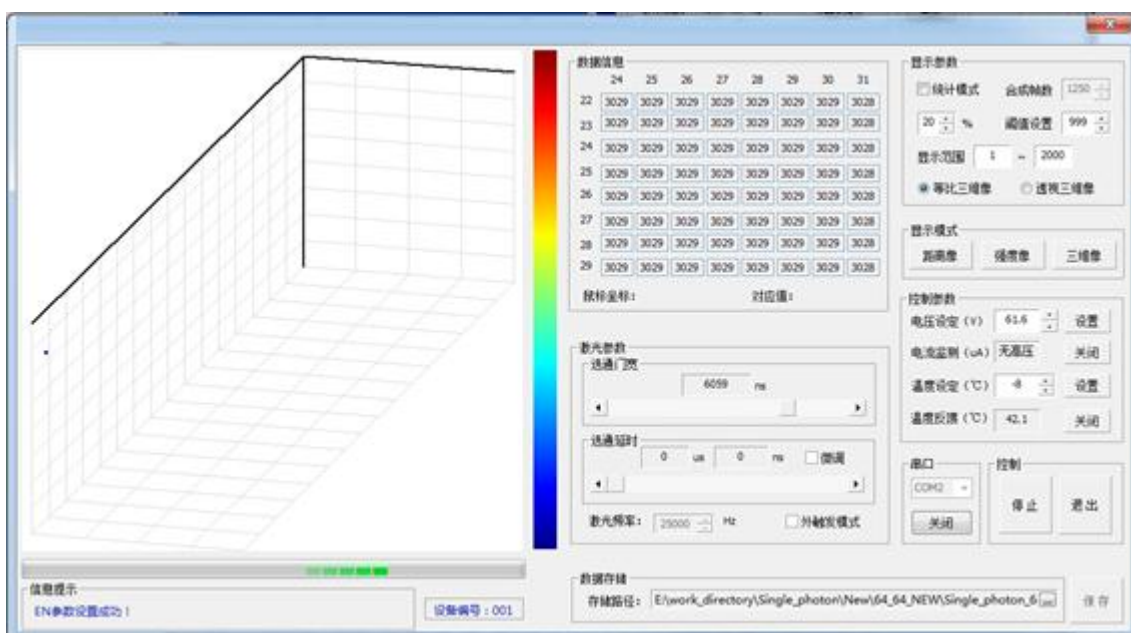 数据信息
24 25 26 27 28 29 30 31
22 3029 3029 3029 3029 3029 3029 3029 3028
23 3029 3029 3029 3029 3029 3029 3029 3028
24 3029 3029 3029 3029 3029 3029 3029 3028
25 3029 3029 3029 3029 3029 3029 3029 3028
26 3029 3029 3029 3029 3029 3029 3029 3028
27 3029 3029 3029 3029 3029 3029 3029 3028
28 3029 3029 3029 3029 3029 3029 3029 3028
29 3029 3029 3029 3029 3029 3029 3029 3028
鼠标坐标: 对应值:
激光参数
选通门宽
6059 ns
选通延时
0 us 0 ns 微调
激光频率: 25000 Hz 外触发模式
显示参数
统计模式 合成帧数 1250
20 % 阈值设置 999
显示范围 1 ~ 2000
等比三维像 透视三维像
显示模式
距离像 强度像 三维像
控制参数
电压设定 (V) 61.6 设置
电流监测 (uA) 无高压 关闭
温度设定 (℃) -8 设置
温度反馈 (℃) 42.1 关闭
串口
COM2
关闭
控制
停止 退出
信息提示
EN参数设置成功!
设备编号:001
数据存储
存储路径: E:\work_directory\Single_photon\New\64_64_NEW\Single_photon_6 ... 保存